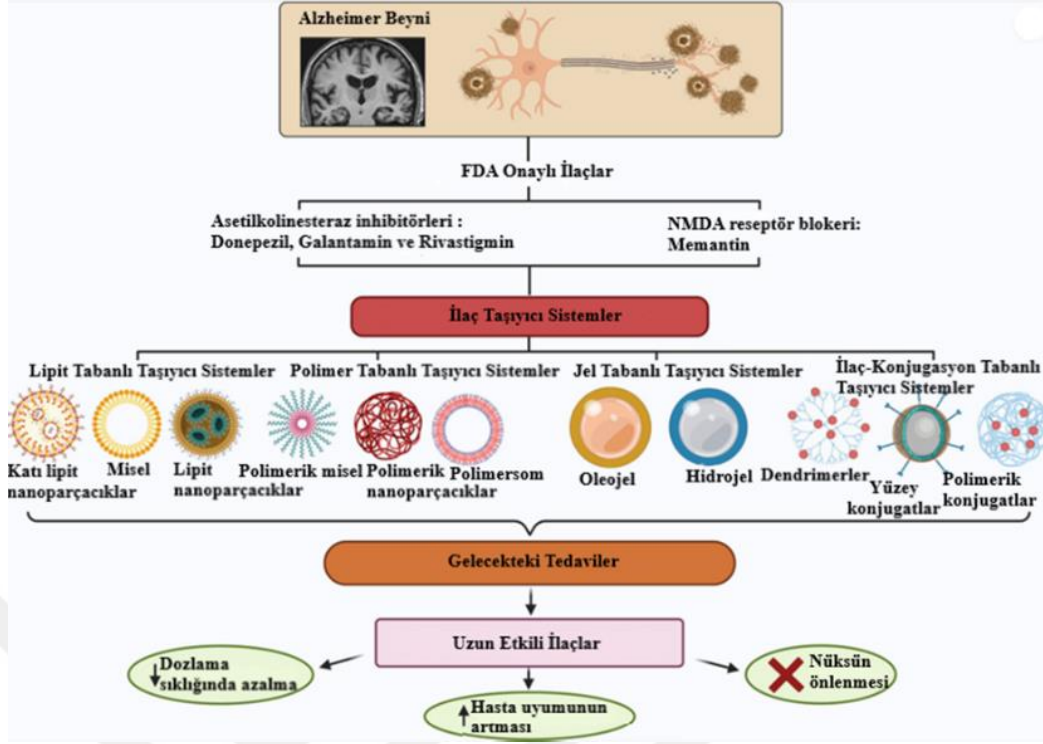 Alzheimer Beyni
FDA Onaylı İlaçlar
Asetilkolinesteraz inhibitörleri :
Donepezil, Galantamin ve Rivastigmin
NMDA reseptör blokeri:
Memantin
İlaç Taşıyıcı Sistemler
Lipit Tabanlı Taşıyıcı Sistemler
Polimer Tabanlı Taşıyıcı Sistemler
Jel Tabanlı Taşıyıcı Sistemler
İlaç-Konjugasyon Tabanlı
Taşıyıcı Sistemler
Katı lipit
nanoparçacıklar
Misel
Lipit
nanoparçacıklar
Polimerik misel
Polimerik
nanoparçacıklar
Polimersom
Oleojel
Hidrojel
Dendrimerler
Yüzey
konjugatlar
Polimerik
konjugatlar
Gelecekteki Tedaviler
Uzun Etkili İlaçlar
Dozlama
sıklığında azalma
Hasta uyumunun
artması
Nüksün
önlenmesi